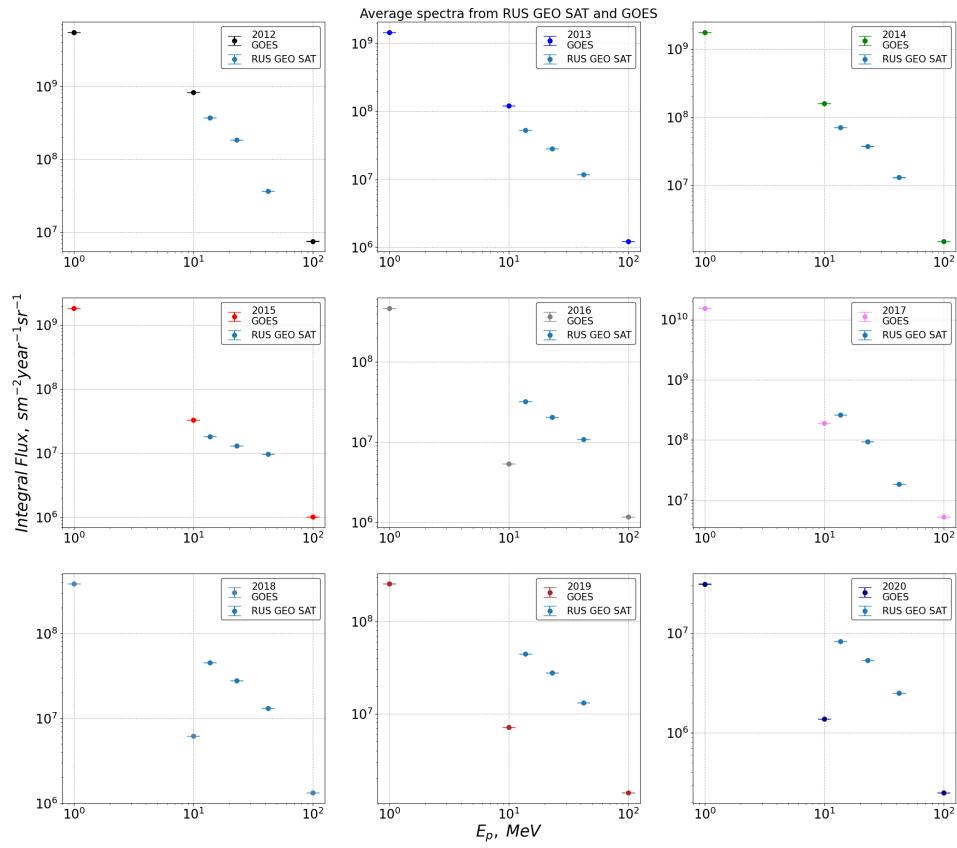 Average spectra from RUS GEO SAT and GOES
2012
GOES
RUS GEO SAT
10⁹
10⁸
10⁷
10⁰ 10¹ 10²
2013
GOES
RUS GEO SAT
10⁹
10⁸
10⁷
10⁶
10⁰ 10¹ 10²
2014
GOES
RUS GEO SAT
10⁹
10⁸
10⁷
10⁰ 10¹ 10²
Integral Flux, sm⁻²year⁻¹sr⁻¹
2015
GOES
RUS GEO SAT
10⁹
10⁸
10⁷
10⁶
10⁰ 10¹ 10²
2016
GOES
RUS GEO SAT
10⁸
10⁷
10⁶
10⁰ 10¹ 10²
2017
GOES
RUS GEO SAT
10¹⁰
10⁹
10⁸
10⁷
10⁰ 10¹ 10²
2018
GOES
RUS GEO SAT
10⁸
10⁷
10⁶
10⁰ 10¹ 10²
2019
GOES
RUS GEO SAT
10⁸
10⁷
10⁰ 10¹ 10²
2020
GOES
RUS GEO SAT
10⁷
10⁶
10⁰ 10¹ 10²
Eₚ, MeV